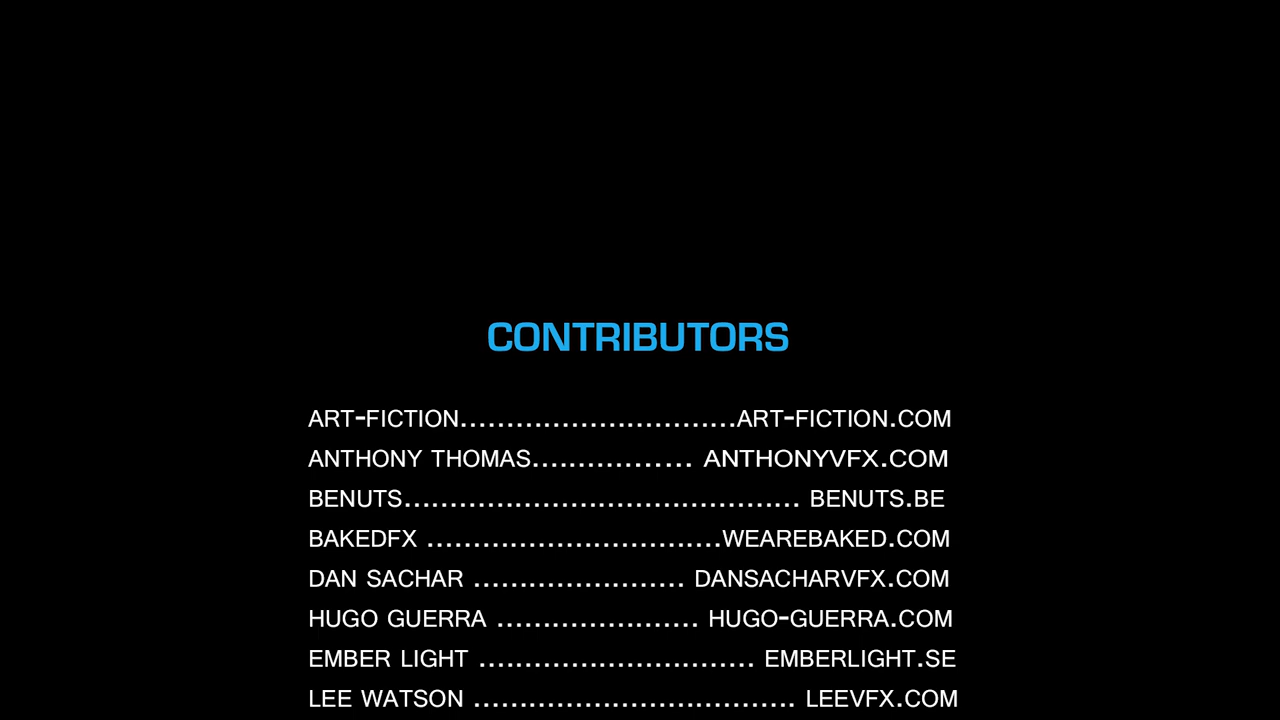 CONTRIBUTORS
ART-FICTION..............................ART-FICTION.COM
ANTHONY THOMAS................. ANTHONYVFX.COM
BENUTS........................................... BENUTS.BE
BAKEDFX ................................WEAREBAKED.COM
DAN SACHAR ....................... DANSACHARVFX.COM
HUGO GUERRA ...................... HUGO-GUERRA.COM
EMBER LIGHT .............................. EMBERLIGHT.SE
LEE WATSON ................................... LEEVFX.COM